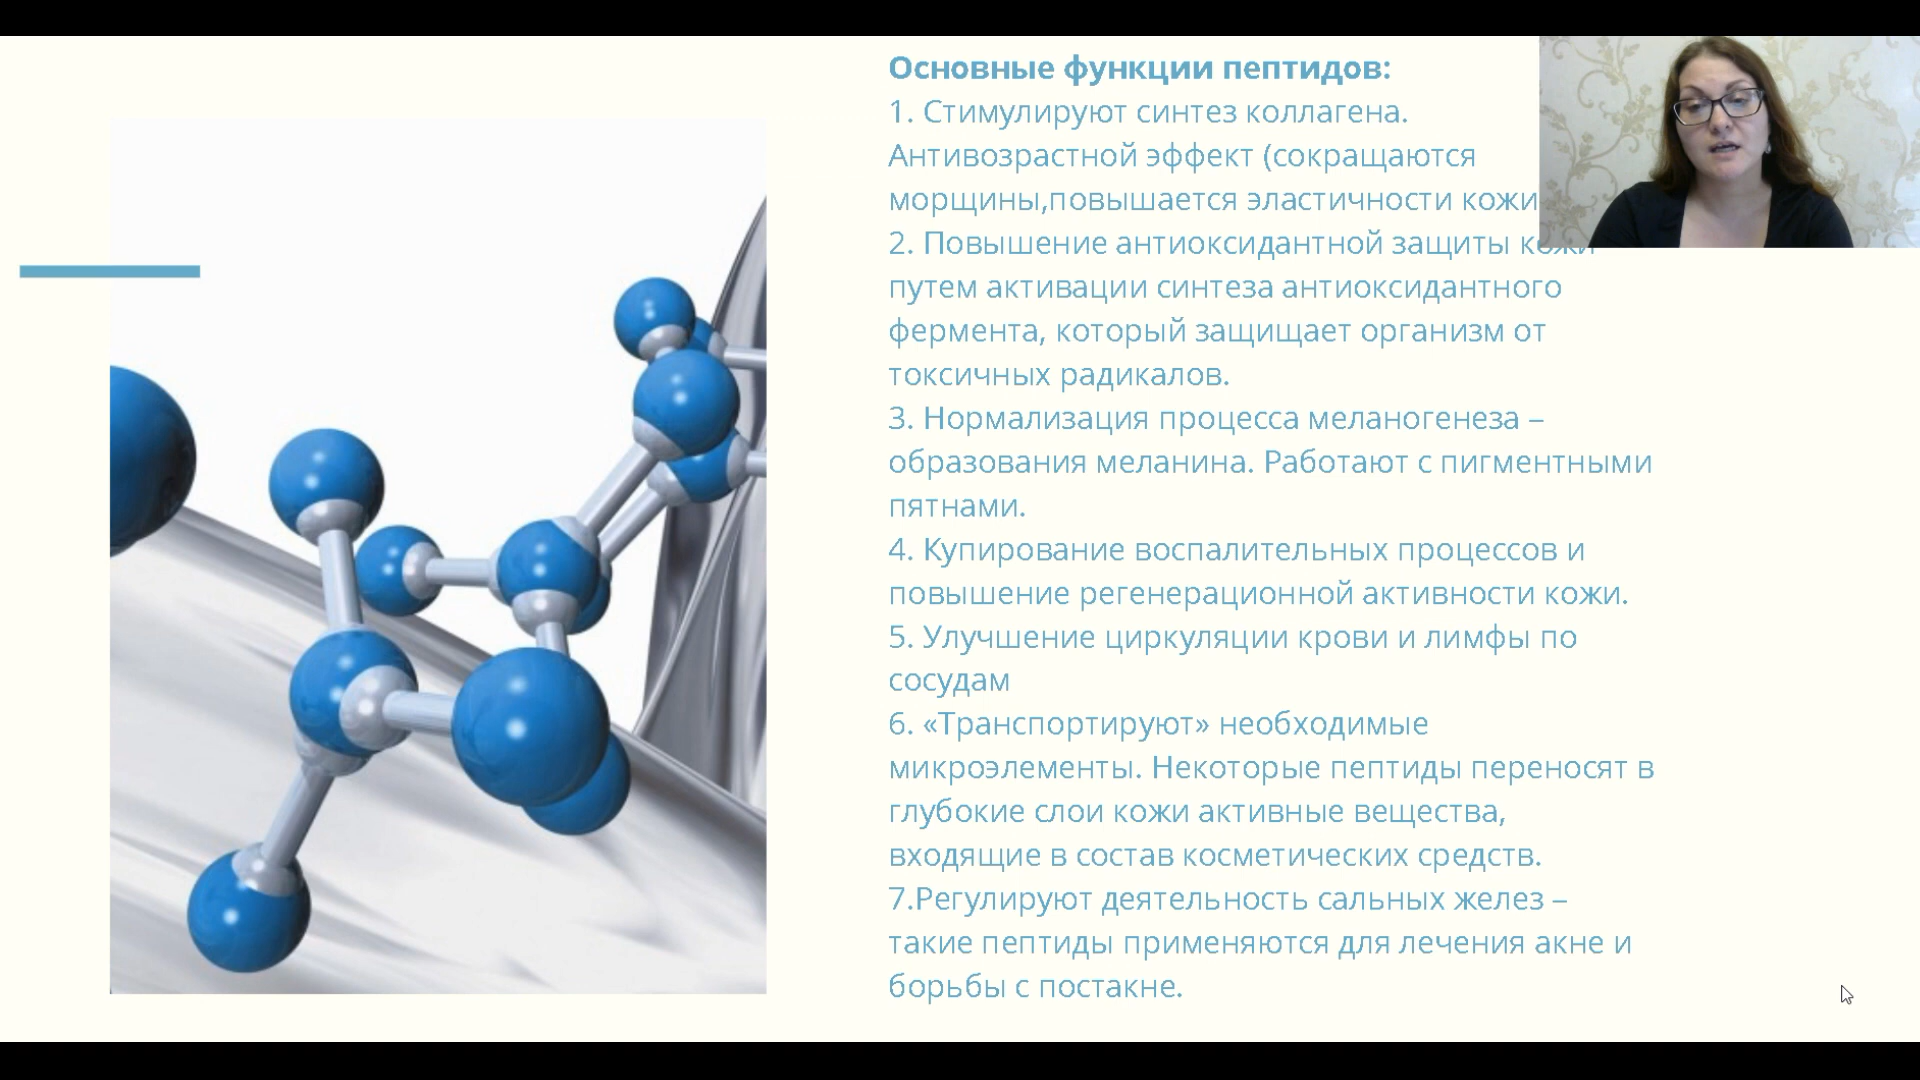 Основные функции пептидов:
1. Стимулируют синтез коллагена.
Антивозрастной эффект (сокращаются
морщины,повышается эластичности кожи
2. Повышение антиоксидантной защиты кожи
путем активации синтеза антиоксидантного
фермента, который защищает организм от
токсичных радикалов.
3. Нормализация процесса меланогенеза –
образования меланина. Работают с пигментными
пятнами.
4. Купирование воспалительных процессов и
повышение регенерационной активности кожи.
5. Улучшение циркуляции крови и лимфы по
сосудам
6. «Транспортируют» необходимые
микроэлементы. Некоторые пептиды переносят в
глубокие слои кожи активные вещества,
входящие в состав косметических средств.
7.Регулируют деятельность сальных желез –
такие пептиды применяются для лечения акне и
борьбы с постакне.